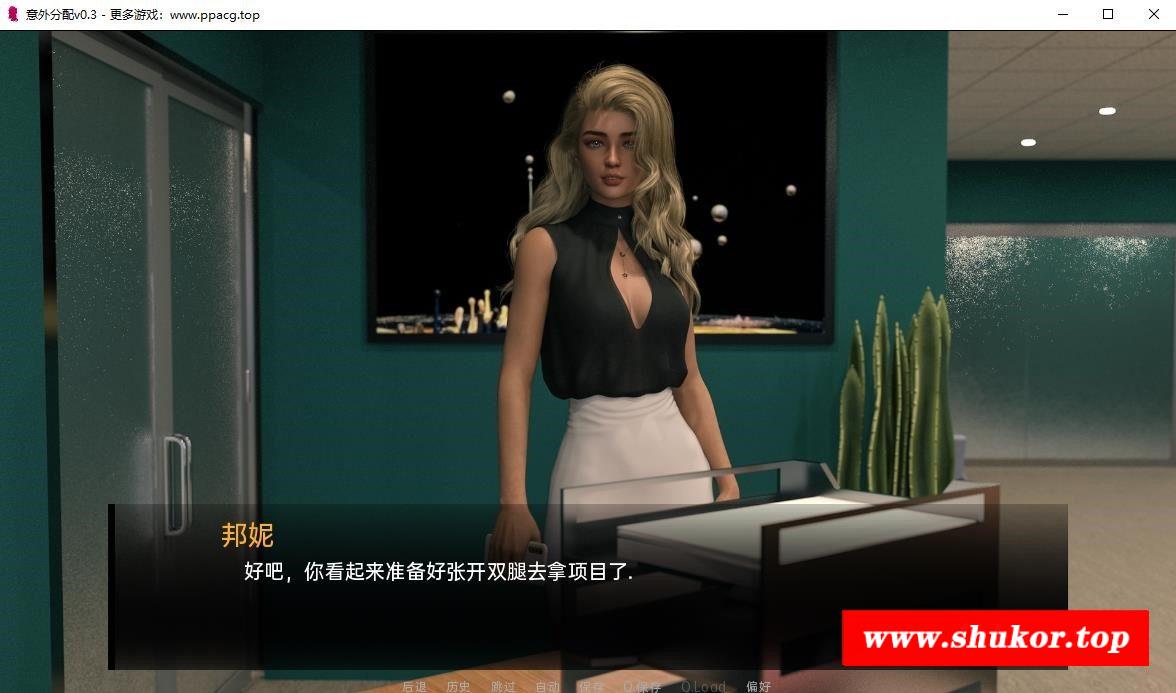 意外分配v0.3 - 更多游戏：www.ppacg.top
邦妮
好吧，你看起来准备好张开双腿去拿项目了.
www.shukor.top
后退 历史 跳过 自动 保存 Q.保存 Q.Load 偏好